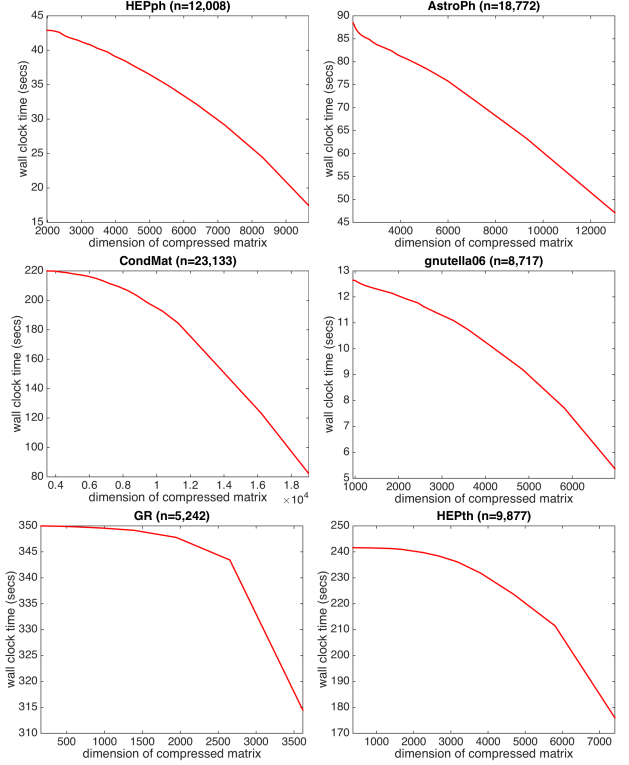 HEPph (n=12,008)
45
40
35
30
25
20
15
wall clock time (secs)
2000 3000 4000 5000 6000 7000 8000 9000
dimension of compressed matrix
AstroPh (n=18,772)
90
85
80
75
70
65
60
55
50
45
wall clock time (secs)
4000 6000 8000 10000 12000
dimension of compressed matrix
CondMat (n=23,133)
220
200
180
160
140
120
100
80
wall clock time (secs)
0.4 0.6 0.8 1 1.2 1.4 1.6 1.8
dimension of compressed matrix
×10⁴
gnutella06 (n=8,717)
13
12
11
10
9
8
7
6
5
wall clock time (secs)
1000 2000 3000 4000 5000 6000
dimension of compressed matrix
GR (n=5,242)
350
345
340
335
330
325
320
315
310
wall clock time (secs)
500 1000 1500 2000 2500 3000 3500
dimension of compressed matrix
HEPth (n=9,877)
250
240
230
220
210
200
190
180
170
wall clock time (secs)
1000 2000 3000 4000 5000 6000 7000
dimension of compressed matrix